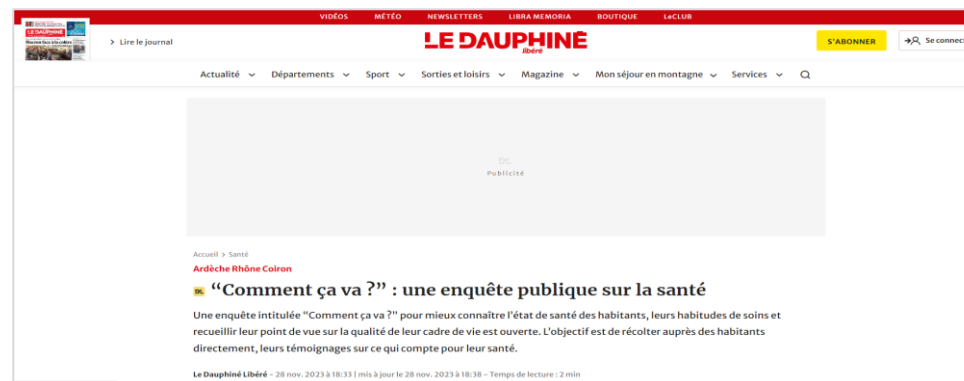 VIDÉOS MÉTÉO NEWSLETTERS LIBRA MEMORIA BOUTIQUE LeCLUB
LE DAUPHINÉ
> Lire le journal
LE DAUPHINÉ
libéré
S'ABONNER
Se connect
Actualité Départements Sport Sorties et loisirs Magazine Mon séjour en montagne Services
DL
Publicité
Accueil > Santé
Ardèche Rhône Coiron
DL “Comment ça va ?” : une enquête publique sur la santé
Une enquête intitulée “Comment ça va ?” pour mieux connaître l'état de santé des habitants, leurs habitudes de soins et
recueillir leur point de vue sur la qualité de leur cadre de vie est ouverte. L'objectif est de récolter auprès des habitants
directement, leurs témoignages sur ce qui compte pour leur santé.
Le Dauphiné Libéré - 28 nov. 2023 à 18:33 | mis à jour le 28 nov. 2023 à 18:38 - Temps de lecture : 2 min